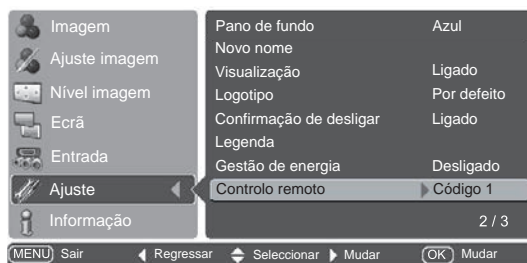 Imagem
Ajuste imagem
Nível imagem
Ecrã
Entrada
Ajuste
Informação
Pano de fundo Azul
Novo nome
Visualização Ligado
Logotipo Por defeito
Confirmação de desligar Ligado
Legenda
Gestão de energia Desligado
Controlo remoto Código 1
2 / 3
MENU Sair Regressar Seleccionar Mudar OK Mudar